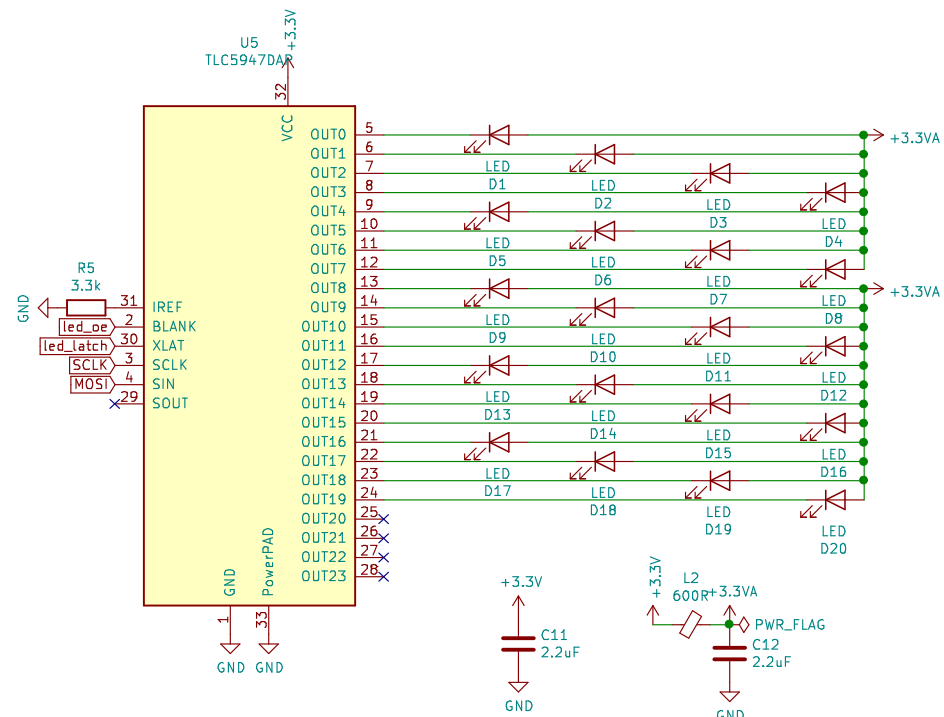 U5
TLC5947DAP
+3.3V
32
VCC
OUT0 5
OUT1 6
OUT2 7
OUT3 8
OUT4 9
OUT5 10
OUT6 11
OUT7 12
OUT8 13
OUT9 14
OUT10 15
OUT11 16
OUT12 17
OUT13 18
OUT14 19
OUT15 20
OUT16 21
OUT17 22
OUT18 23
OUT19 24
OUT20 25
OUT21 26
OUT22 27
OUT23 28
R5
3.3k
GND
31 IREF
led_oe 2 BLANK
led_latch 30 XLAT
SCLK 3 SCLK
MOSI 4 SIN
29 SOUT
GND
PowerPAD
1
33
GND
GND
+3.3VA
LED
D1
LED
D2
LED
D3
LED
D4
LED
D5
LED
D6
LED
D7
LED
D8
+3.3VA
LED
D9
LED
D10
LED
D11
LED
D12
LED
D13
LED
D14
LED
D15
LED
D16
LED
D17
LED
D18
LED
D19
LED
D20
+3.3V
C11
2.2uF
GND
+3.3V
L2
600R
+3.3VA
PWR_FLAG
C12
2.2uF
GND